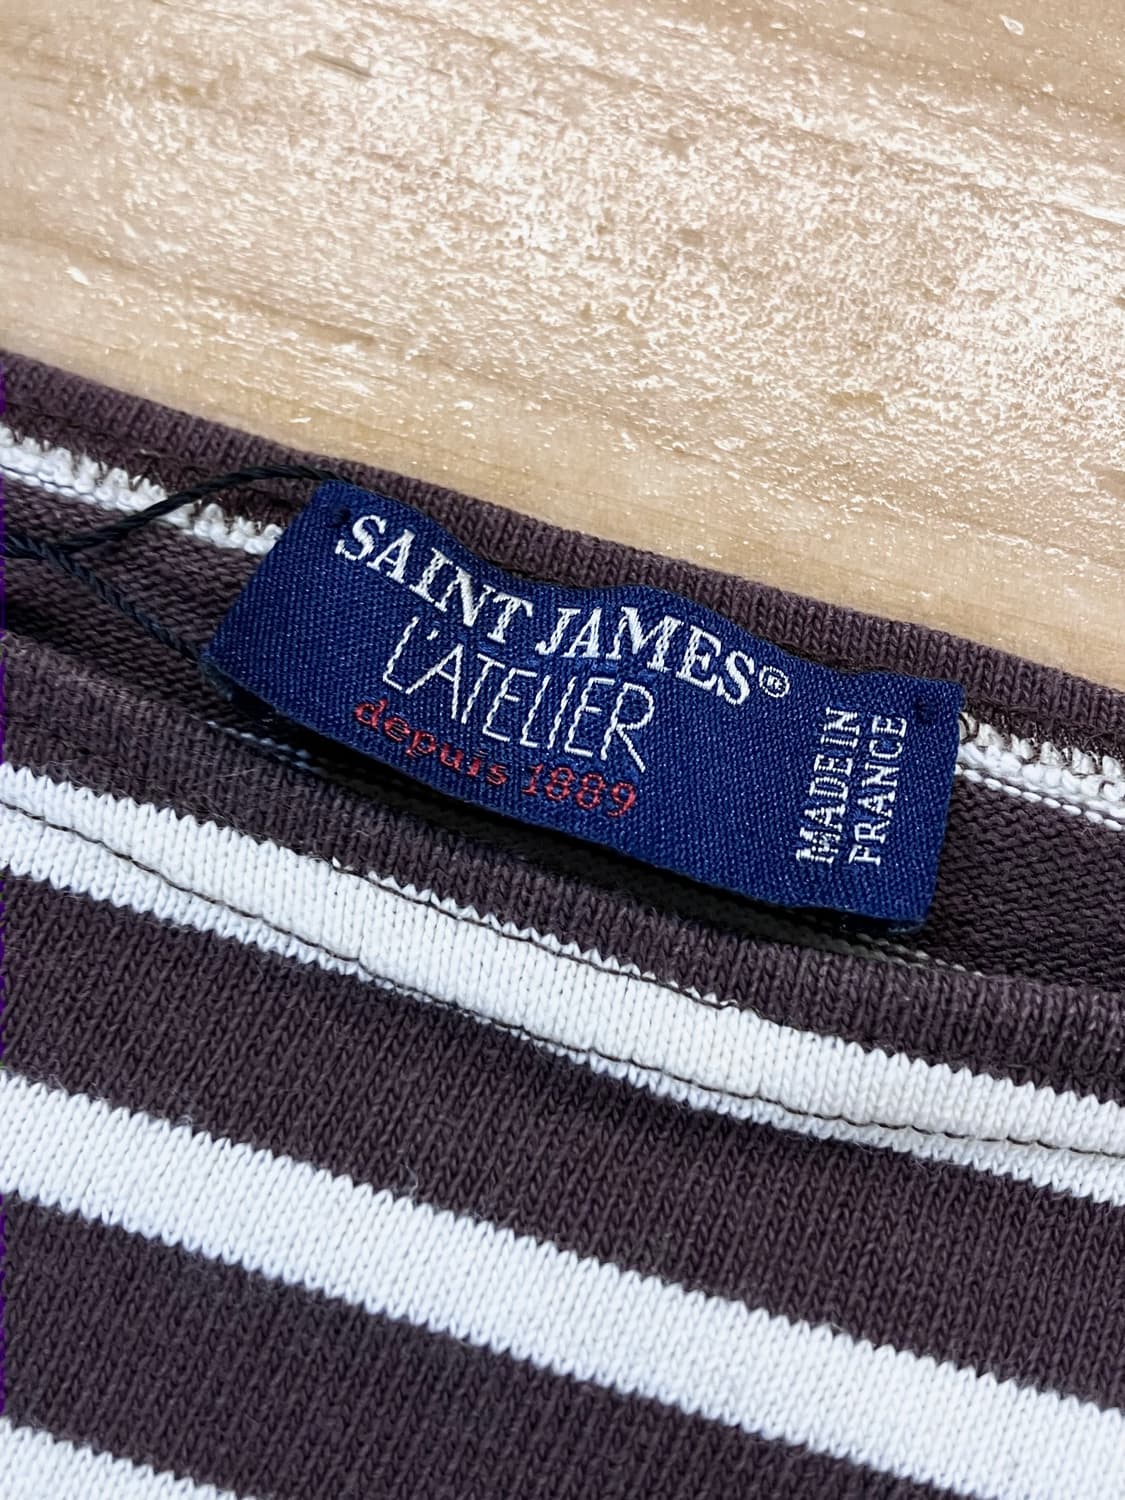 SAINT JAMES®
L'ATELIER
depuis 1889
MADE IN
FRANCE